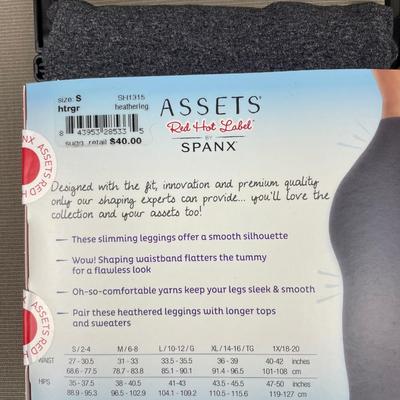 size: S
SH1315
htrgr
heatherleg
8 43953 28533 5
sugg. retail $40.00
ASSETS®
Red Hot Label™
BY
SPANX®
ASSETS RED H
Designed with the fit, innovation and premium quality
only our shaping experts can provide... you'll love the
collection and your assets too!
These slimming leggings offer a smooth silhouette
Wow! Shaping waistband flatters the tummy
for a flawless look
Oh-so-comfortable yarns keep your legs sleek & smooth
Pair these heathered leggings with longer tops
and sweaters
S / 2-4 M / 6-8 L / 10-12 / G XL / 14-16 / TG 1X/18-20
WAIST 27 - 30.5 31 - 33 33.5 - 35.5 36 - 39 40-42 inches
68.6 - 77.5 78.7 - 83.8 85.1 - 90.1 91.4 - 96.5 101-108 cm
HIPS 35 - 37.5 38 - 40.5 41-43 43.5 - 46.5 47-50 inches
88.9 - 95.3 96.5 - 102.9 104.1 - 109.2 110.5 - 115.6 119-127 cm